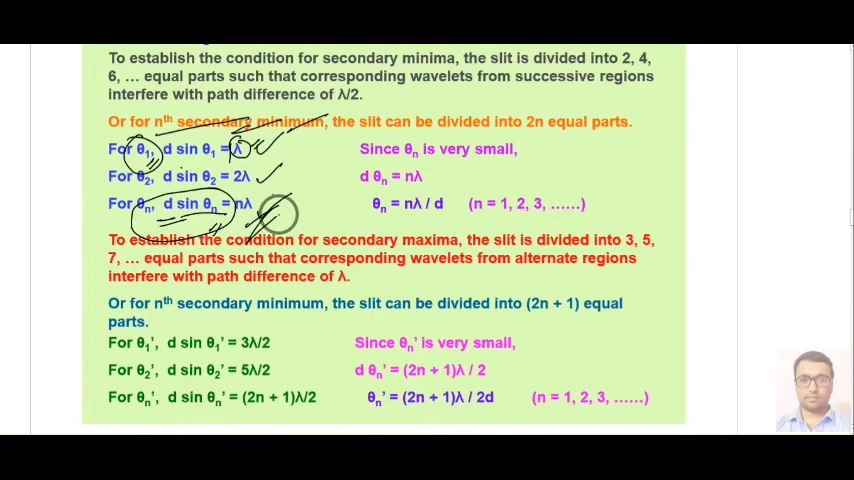 To establish the condition for secondary minima, the slit is divided into 2, 4,
6, … equal parts such that corresponding wavelets from successive regions
interfere with path difference of λ/2.
Or for nth secondary minimum, the slit can be divided into 2n equal parts.
For θ1, d sin θ1 = λ Since θn is very small,
For θ2, d sin θ2 = 2λ d θn = nλ
For θn, d sin θn = nλ θn = nλ / d (n = 1, 2, 3, ……)
To establish the condition for secondary maxima, the slit is divided into 3, 5,
7, … equal parts such that corresponding wavelets from alternate regions
interfere with path difference of λ.
Or for nth secondary minimum, the slit can be divided into (2n + 1) equal
parts.
For θ1’, d sin θ1’ = 3λ/2 Since θn’ is very small,
For θ2’, d sin θ2’ = 5λ/2 d θn’ = (2n + 1)λ / 2
For θn’, d sin θn’ = (2n + 1)λ/2 θn’ = (2n + 1)λ / 2d (n = 1, 2, 3, ……)